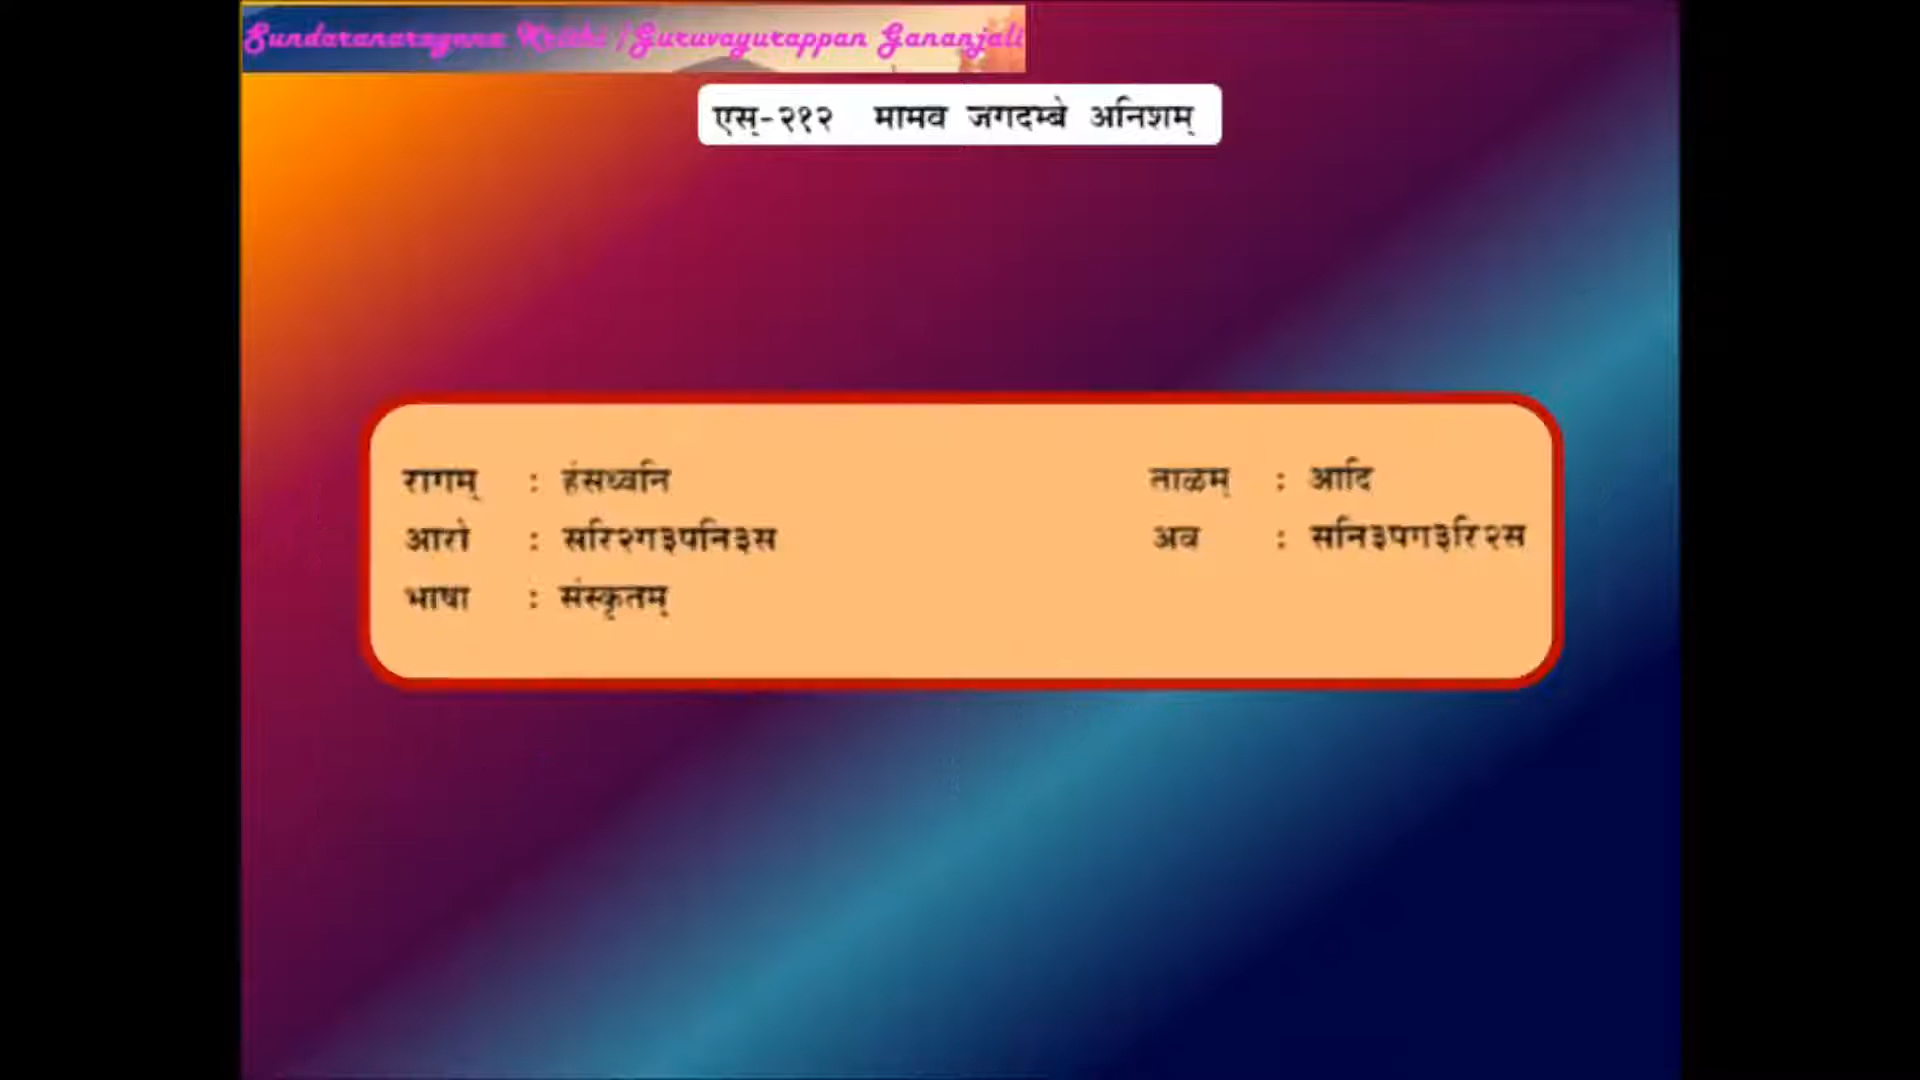 Sundaranarayana Krithi /Guruvayurappan Gananjali
एस्-२१२ मामव जगदम्बे अनिशम्
रागम् : हंसध्वनि ताळम् : आदि
आरो : सरि२ग३पनि३स अव : सनि३पग३रि२स
भाषा : संस्कृतम्